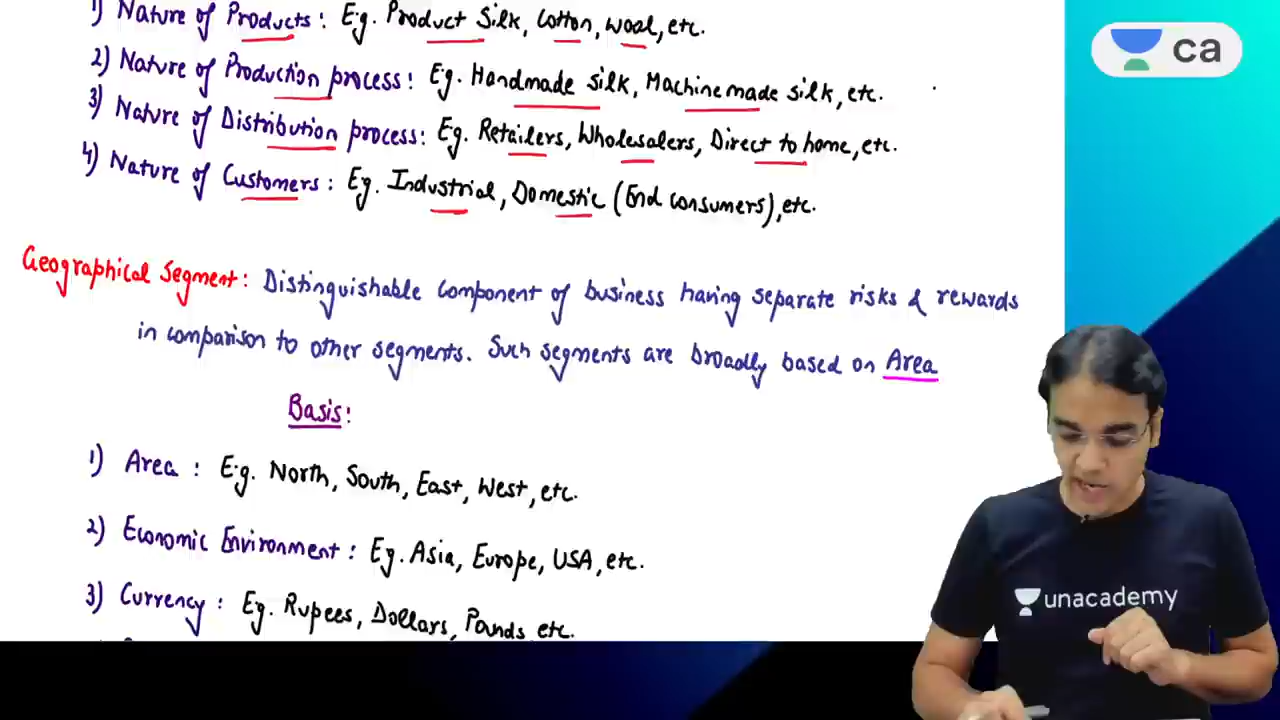 1) Nature of Products: Eg. Product Silk, Cotton, Wool, etc.
2) Nature of Production process: Eg. Handmade silk, Machine made silk, etc.
3) Nature of Distribution process: Eg. Retailers, Wholesalers, Direct to home, etc.
4) Nature of Customers: Eg. Industrial, Domestic (End consumers), etc.
Geographical Segment: Distinguishable component of business having separate risks & rewards
in comparison to other segments. Such segments are broadly based on Area
Basis:
1) Area: Eg. North, South, East, West, etc.
2) Economic Environment: Eg. Asia, Europe, USA, etc.
3) Currency: Eg. Rupees, Dollars, Pounds etc.
ca
unacademy